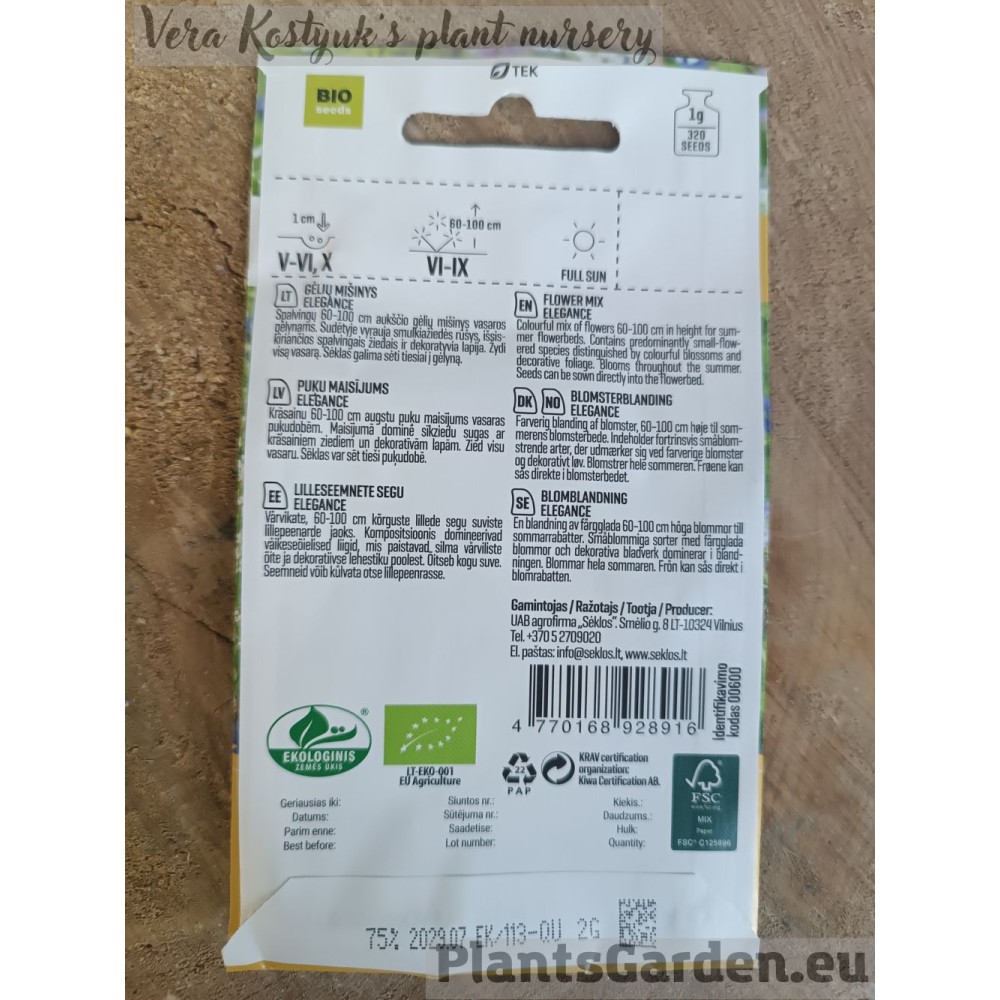 Vera Kostyuk's plant nursery
TEK
BIO
seeds
1g
320
SEEDS
1 cm
V-VI, X
60-100 cm
VI-IX
FULL SUN
LT
GĖLIŲ MIŠINYS
ELEGANCE
Spalvingų 60-100 cm aukščio gėlių mišinys vasaros
gėlynams. Sudėtyje vyrauja smulkiažiedės rūšys, išsis-
kiriančios spalvingais žiedais ir dekoratyvia lapija. Žydi
visą vasarą. Sėklas galima sėti tiesiai į gėlyną.
LV
PUĶU MAISĪJUMS
ELEGANCE
Krāsainu 60-100 cm augstu puķu maisījums vasaras
puķudobēm. Maisījumā dominē sīkziedu sugas ar
krāsainiem ziediem un dekoratīvām lapām. Zied visu
vasaru. Sēklas var sēt tieši puķudobē.
EE
LILLESEEMNETE SEGU
ELEGANCE
Värvikate, 60-100 cm kõrguste lillede segu suviste
lillepeenarde jaoks. Kompositsioonis domineerivad
väikeseõielised liigid, mis paistavad silma värviliste
õite ja dekoratiivse lehestiku poolest. Õitseb kogu suve.
Seemneid võib külvata otse lillepeenrasse.
EN
FLOWER MIX
ELEGANCE
Colourful mix of flowers 60-100 cm in height for sum-
mer flowerbeds. Contains predominantly small-flow-
ered species distinguished by colourful blossoms and
decorative foliage. Blooms throughout the summer.
Seeds can be sown directly into the flowerbed.
DK NO
BLOMSTERBLANDING
ELEGANCE
Farverig blanding af blomster, 60-100 cm høje til som-
merens blomsterbede. Indeholder fortrinsvis småblom-
strende arter, der udmærker sig ved farverige blomster
og dekorativt løv. Blomstrer hele sommeren. Frøene kan
sås direkte i blomsterbedet.
SE
BLOMBLANDNING
ELEGANCE
En blandning av färgglada 60-100 cm höga blommor till
sommarrabatter. Småblommiga sorter med färgglada
blommor och dekorativa bladverk dominerar i bland-
ningen. Blommar hela sommaren. Frön kan sås direkt i
blomrabatten.
Gamintojas / Ražotajs / Tootja / Producer:
UAB agrofirma „Sėklos". Smėlio g. 8 LT-10324 Vilnius
Tel. +370 5 2709020
El. paštas: info@seklos.lt, www.seklos.lt
4 770168 928916
Identifikavimo
kodas 00600
EKOLOGINIS
ŽEMĖS ŪKIS
®
LT-EKO-001
EU Agriculture
22
PAP
KRAV certification
organization:
Kiwa Certification AB.
FSC
www.fsc.org
MIX
Paper
FSC® C125896
Geriausias iki:
Datums:
Parim enne:
Best before:
Siuntos nr.:
Sūtējuma nr.:
Saadetise:
Lot number:
Kiekis.:
Daudzums.:
Hulk:
Quantity:
75% 2029.07 EK/113-OU 2G
PlantsGarden.eu